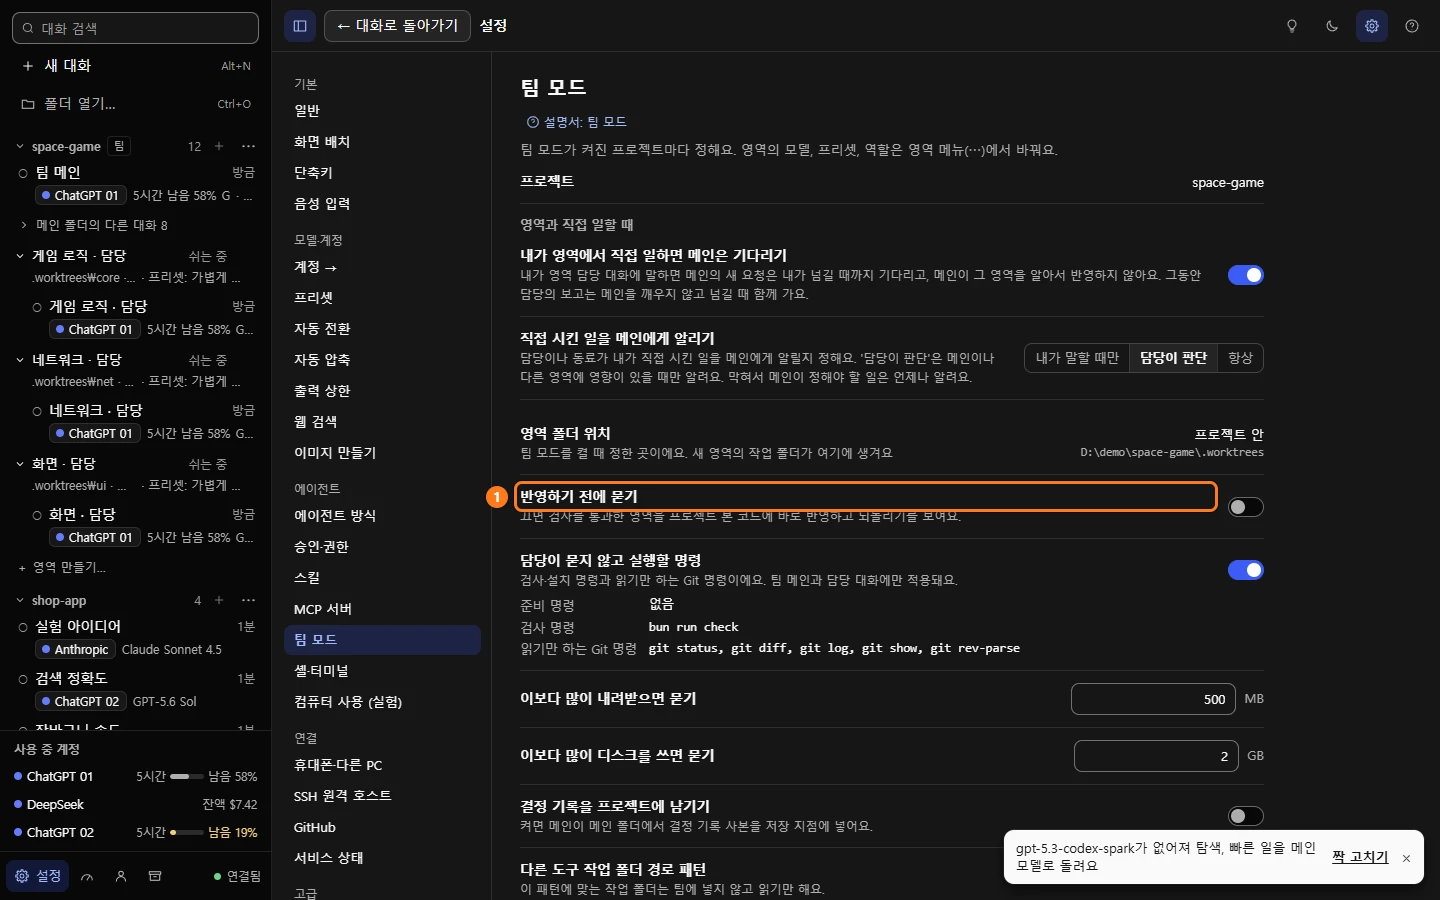 대화 검색
+ 새 대화 Alt+N
폴더 열기... Ctrl+O
space-game 팀 12 + ···
팀 메인 방금
ChatGPT 01 5시간 남음 58% G · ...
메인 폴더의 다른 대화 8
게임 로직 · 담당 쉬는 중
.worktrees₩core ·... · 프리셋: 가볍게 ...
게임 로직 · 담당 방금
ChatGPT 01 5시간 남음 58% G...
네트워크 · 담당 쉬는 중
.worktrees₩net · ... · 프리셋: 가볍게 ...
네트워크 · 담당 방금
ChatGPT 01 5시간 남음 58% G...
화면 · 담당 쉬는 중
.worktrees₩ui · ... · 프리셋: 가볍게 ...
화면 · 담당 방금
ChatGPT 01 5시간 남음 58% G...
+ 영역 만들기...
shop-app 4 + ···
실험 아이디어 1분
Anthropic Claude Sonnet 4.5
검색 정확도 1분
ChatGPT 02 GPT-5.6 Sol
사용 중 계정
ChatGPT 01 5시간 남음 58%
DeepSeek 잔액 $7.42
ChatGPT 02 5시간 남음 19%
설정 연결됨
← 대화로 돌아가기 설정
기본
일반
화면 배치
단축키
음성 입력
모델·계정
계정 →
프리셋
자동 전환
자동 압축
출력 상한
웹 검색
이미지 만들기
에이전트
에이전트 방식
승인·권한
스킬
MCP 서버
팀 모드
셸·터미널
컴퓨터 사용 (실험)
연결
휴대폰·다른 PC
SSH 원격 호스트
GitHub
서비스 상태
고급
팀 모드
설명서: 팀 모드
팀 모드가 켜진 프로젝트마다 정해요. 영역의 모델, 프리셋, 역할은 영역 메뉴(···)에서 바꿔요.
프로젝트 space-game
영역과 직접 일할 때
내가 영역에서 직접 일하면 메인은 기다리기
내가 영역 담당 대화에 말하면 메인의 새 요청은 내가 넘길 때까지 기다리고, 메인이 그 영역을 알아서 반영하지 않아요. 그동안
담당의 보고는 메인을 깨우지 않고 넘길 때 함께 가요.
직접 시킨 일을 메인에게 알리기
담당이나 동료가 내가 직접 시킨 일을 메인에게 알릴지 정해요. '담당이 판단'은 메인이나
다른 영역에 영향이 있을 때만 알려요. 막혀서 메인이 정해야 할 일은 언제나 알려요.
내가 말할 때만 담당이 판단 항상
영역 폴더 위치 프로젝트 안
팀 모드를 켤 때 정한 곳이에요. 새 영역의 작업 폴더가 여기에 생겨요 D:\demo\space-game\.worktrees
1 반영하기 전에 묻기
끄면 검사를 통과한 영역을 프로젝트 본 코드에 바로 반영하고 되돌리기를 보여요.
담당이 묻지 않고 실행할 명령
검사·설치 명령과 읽기만 하는 Git 명령이에요. 팀 메인과 담당 대화에만 적용돼요.
준비 명령 없음
검사 명령 bun run check
읽기만 하는 Git 명령 git status, git diff, git log, git show, git rev-parse
이보다 많이 내려받으면 묻기 500 MB
이보다 많이 디스크를 쓰면 묻기 2 GB
결정 기록을 프로젝트에 남기기
켜면 메인이 메인 폴더에서 결정 기록 사본을 저장 지점에 넣어요.
다른 도구 작업 폴더 경로 패턴
이 패턴에 맞는 작업 폴더는 팀에 넣지 않고 읽기만 해요.
gpt-5.3-codex-spark가 없어져 탐색, 빠른 일을 메인
모델로 돌려요
짝 고치기 ×